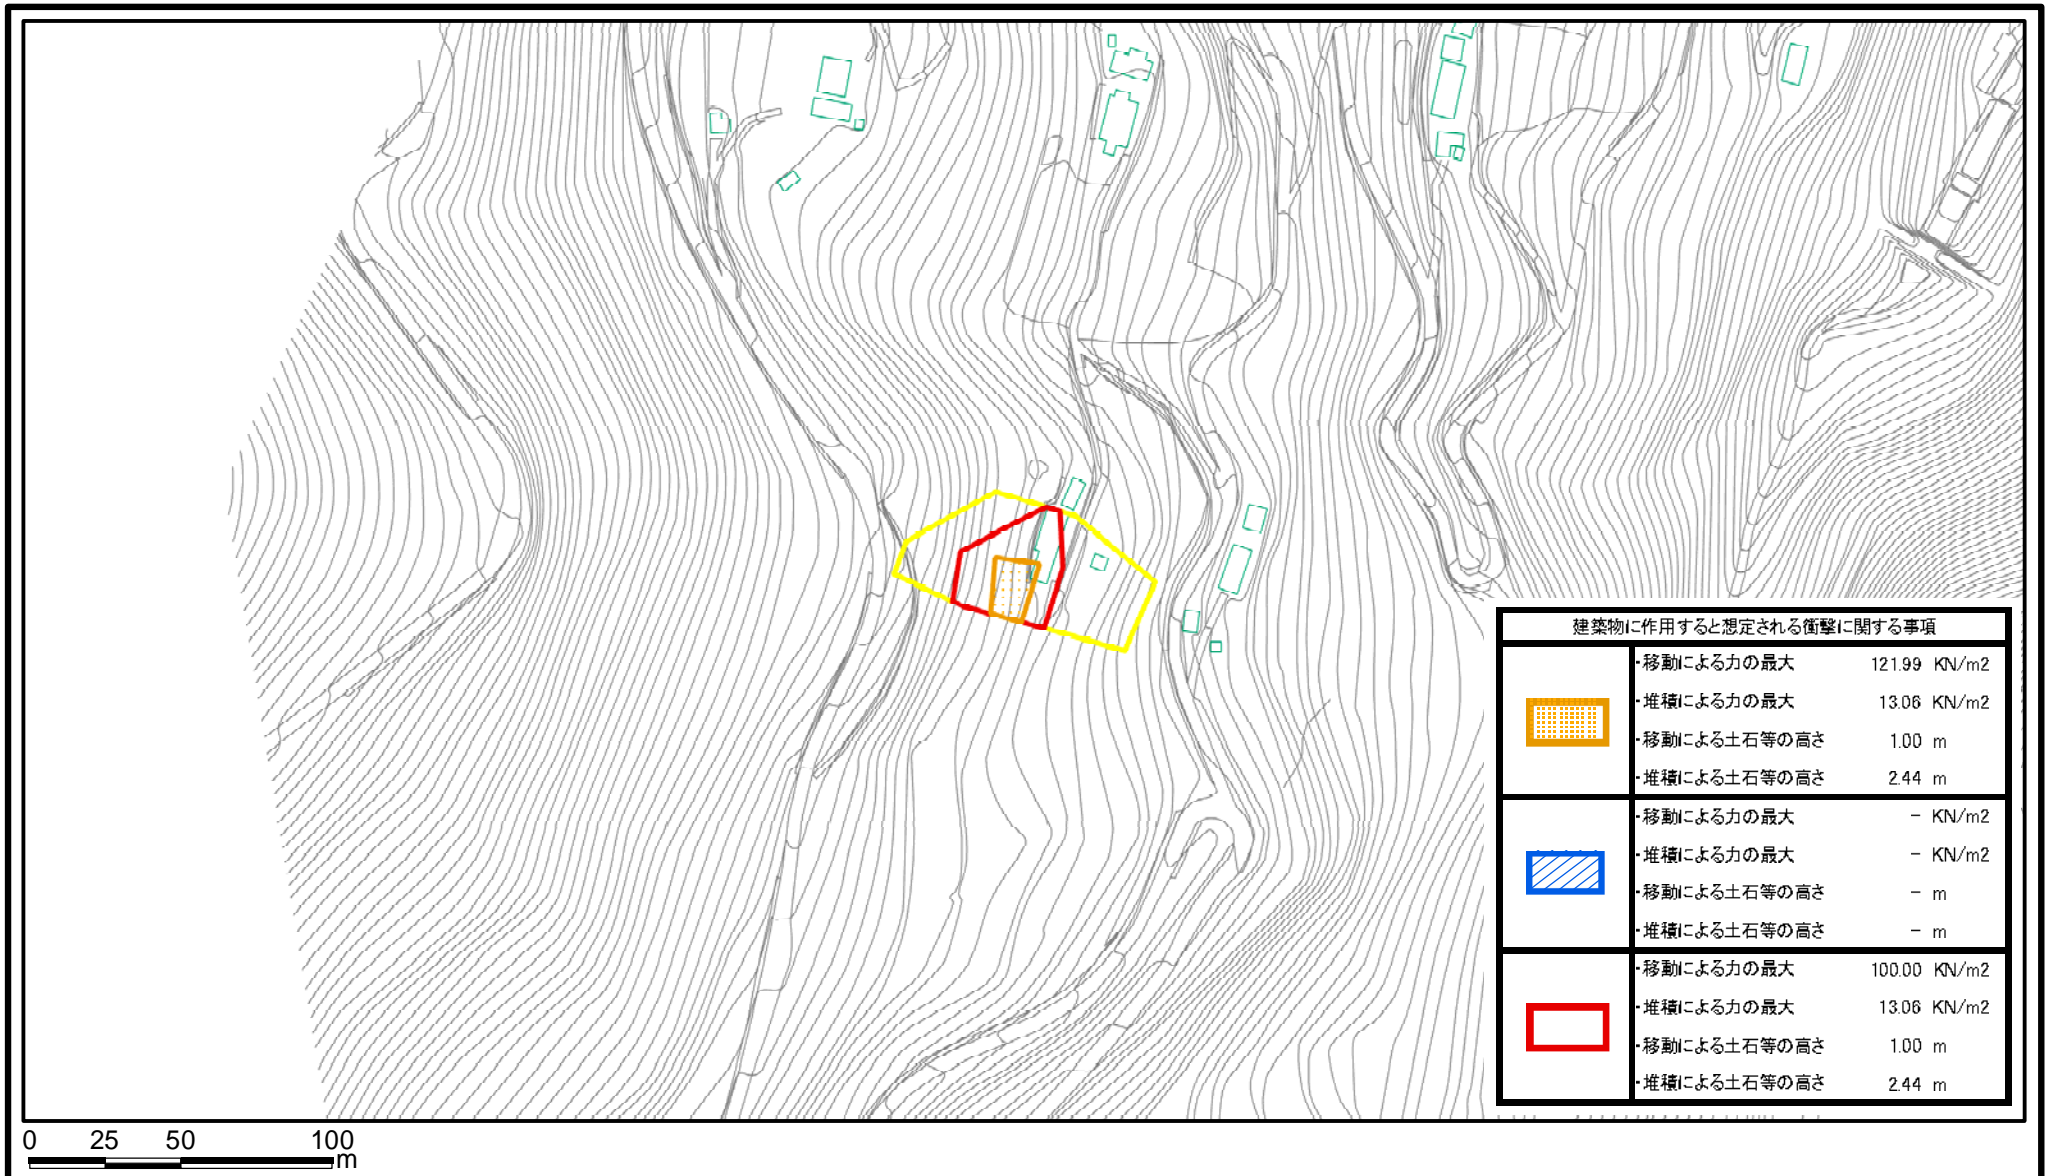 建築物に作用すると想定される衝撃に関する事項
・移動による力の最大 121.99 KN/m2
・堆積による力の最大 13.06 KN/m2
・移動による土石等の高さ 1.00 m
・堆積による土石等の高さ 2.44 m
・移動による力の最大 - KN/m2
・堆積による力の最大 - KN/m2
・移動による土石等の高さ - m
・堆積による土石等の高さ - m
・移動による力の最大 100.00 KN/m2
・堆積による力の最大 13.06 KN/m2
・移動による土石等の高さ 1.00 m
・堆積による土石等の高さ 2.44 m
0 25 50 100
m